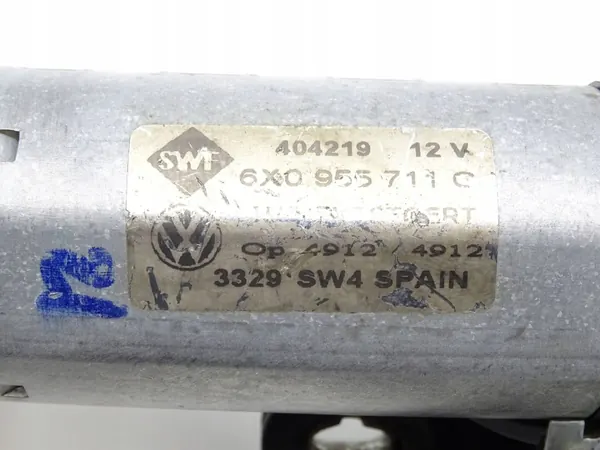 SWF 404219 12 V
6X0 955 711 C
Op 4912 / 4912
3329 SW4 SPAIN